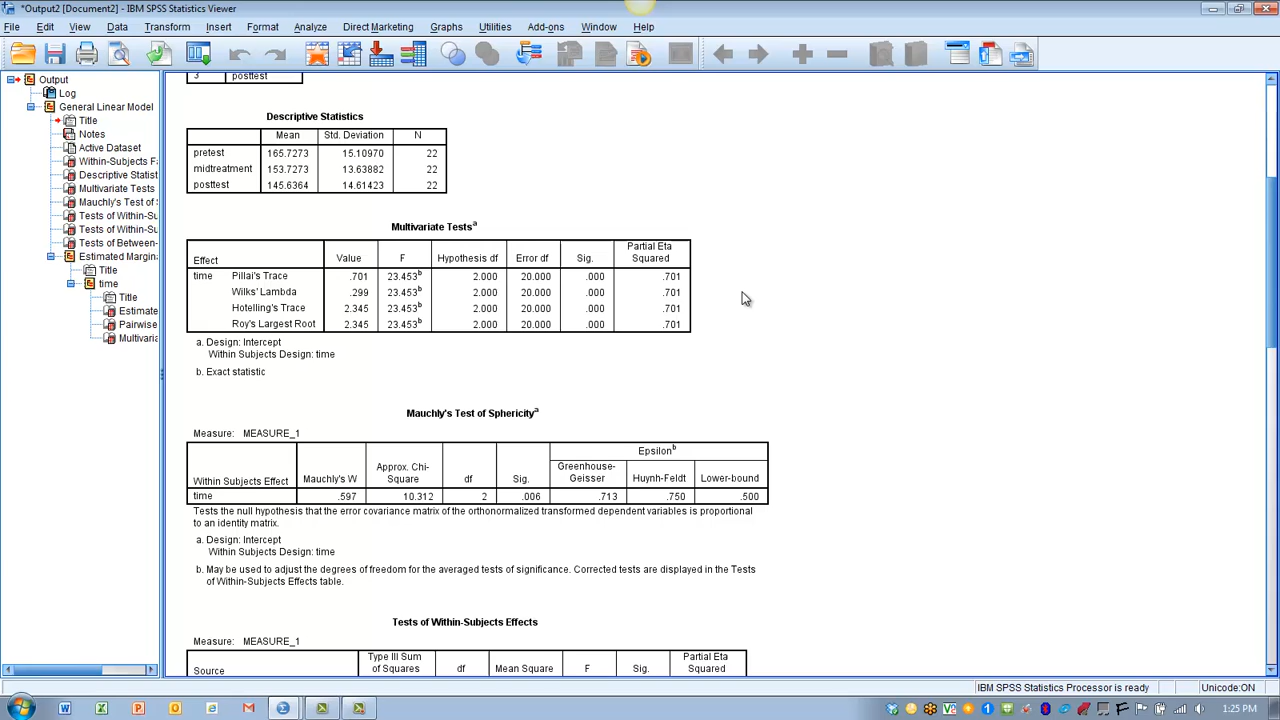 *Output2 [Document2] - IBM SPSS Statistics Viewer
File Edit View Data Transform Insert Format Analyze Direct Marketing Graphs Utilities Add-ons Window Help
Output
Log
General Linear Model
Title
Notes
Active Dataset
Within-Subjects Fa
Descriptive Statist
Multivariate Tests
Mauchly's Test of
Tests of Within-Su
Tests of Within-Su
Tests of Between-
Estimated Margina
Title
time
Title
Estimate
Pairwise
Multivaria
3 posttest
Descriptive Statistics
Mean Std. Deviation N
pretest 165.7273 15.10970 22
midtreatment 153.7273 13.63882 22
posttest 145.6364 14.61423 22
Multivariate Tests a
Effect Value F Hypothesis df Error df Sig. Partial Eta Squared
time Pillai's Trace .701 23.453b 2.000 20.000 .000 .701
Wilks' Lambda .299 23.453b 2.000 20.000 .000 .701
Hotelling's Trace 2.345 23.453b 2.000 20.000 .000 .701
Roy's Largest Root 2.345 23.453b 2.000 20.000 .000 .701
a. Design: Intercept
Within Subjects Design: time
b. Exact statistic
Mauchly's Test of Sphericity a
Measure: MEASURE_1
Epsilon b
Within Subjects Effect Mauchly's W Approx. Chi-Square df Sig. Greenhouse-Geisser Huynh-Feldt Lower-bound
time .597 10.312 2 .006 .713 .750 .500
Tests the null hypothesis that the error covariance matrix of the orthonormalized transformed dependent variables is proportional
to an identity matrix.
a. Design: Intercept
Within Subjects Design: time
b. May be used to adjust the degrees of freedom for the averaged tests of significance. Corrected tests are displayed in the Tests
of Within-Subjects Effects table.
Tests of Within-Subjects Effects
Measure: MEASURE_1
Source Type III Sum of Squares df Mean Square F Sig. Partial Eta Squared
IBM SPSS Statistics Processor is ready Unicode:ON
1:25 PM